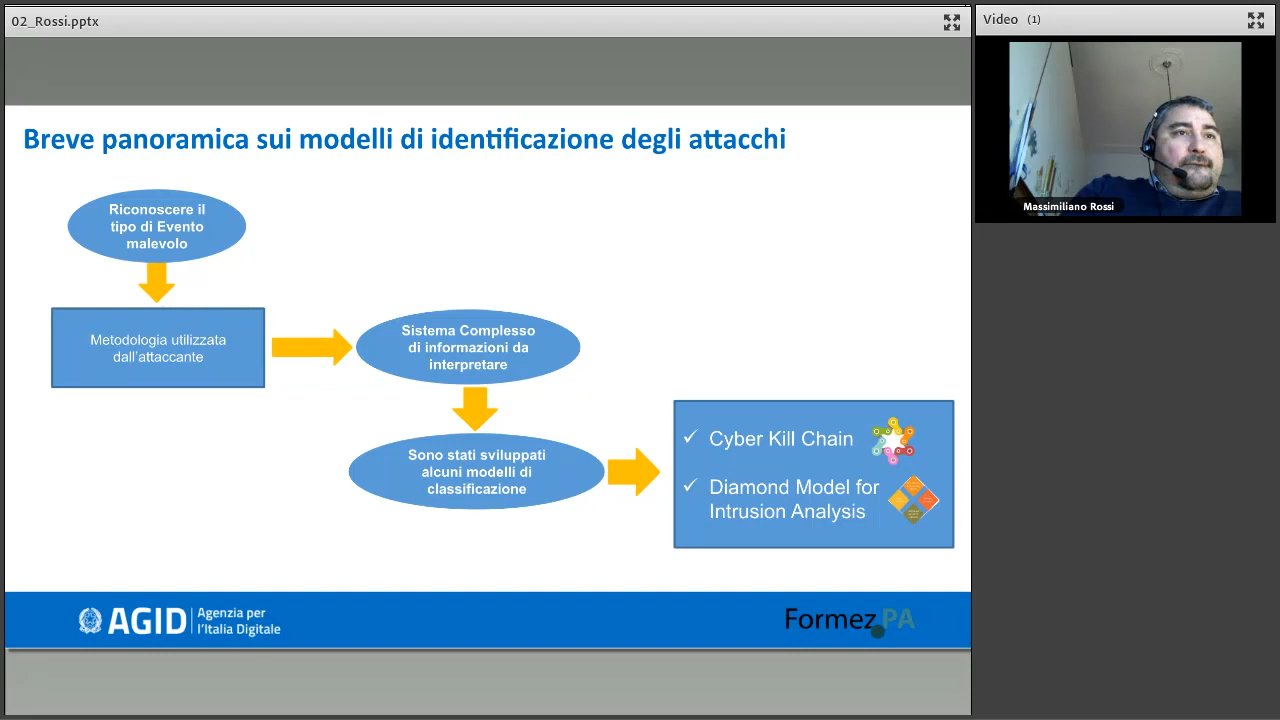 02_Rossi.pptx
Video (1)
Massimiliano Rossi
Breve panoramica sui modelli di identificazione degli attacchi
Riconoscere il
tipo di Evento
malevolo
Metodologia utilizzata
dall'attaccante
Sistema Complesso
di informazioni da
interpretare
Sono stati sviluppati
alcuni modelli di
classificazione
✓ Cyber Kill Chain
✓ Diamond Model for
Intrusion Analysis
AGID
Agenzia per
l'Italia Digitale
Formez PA